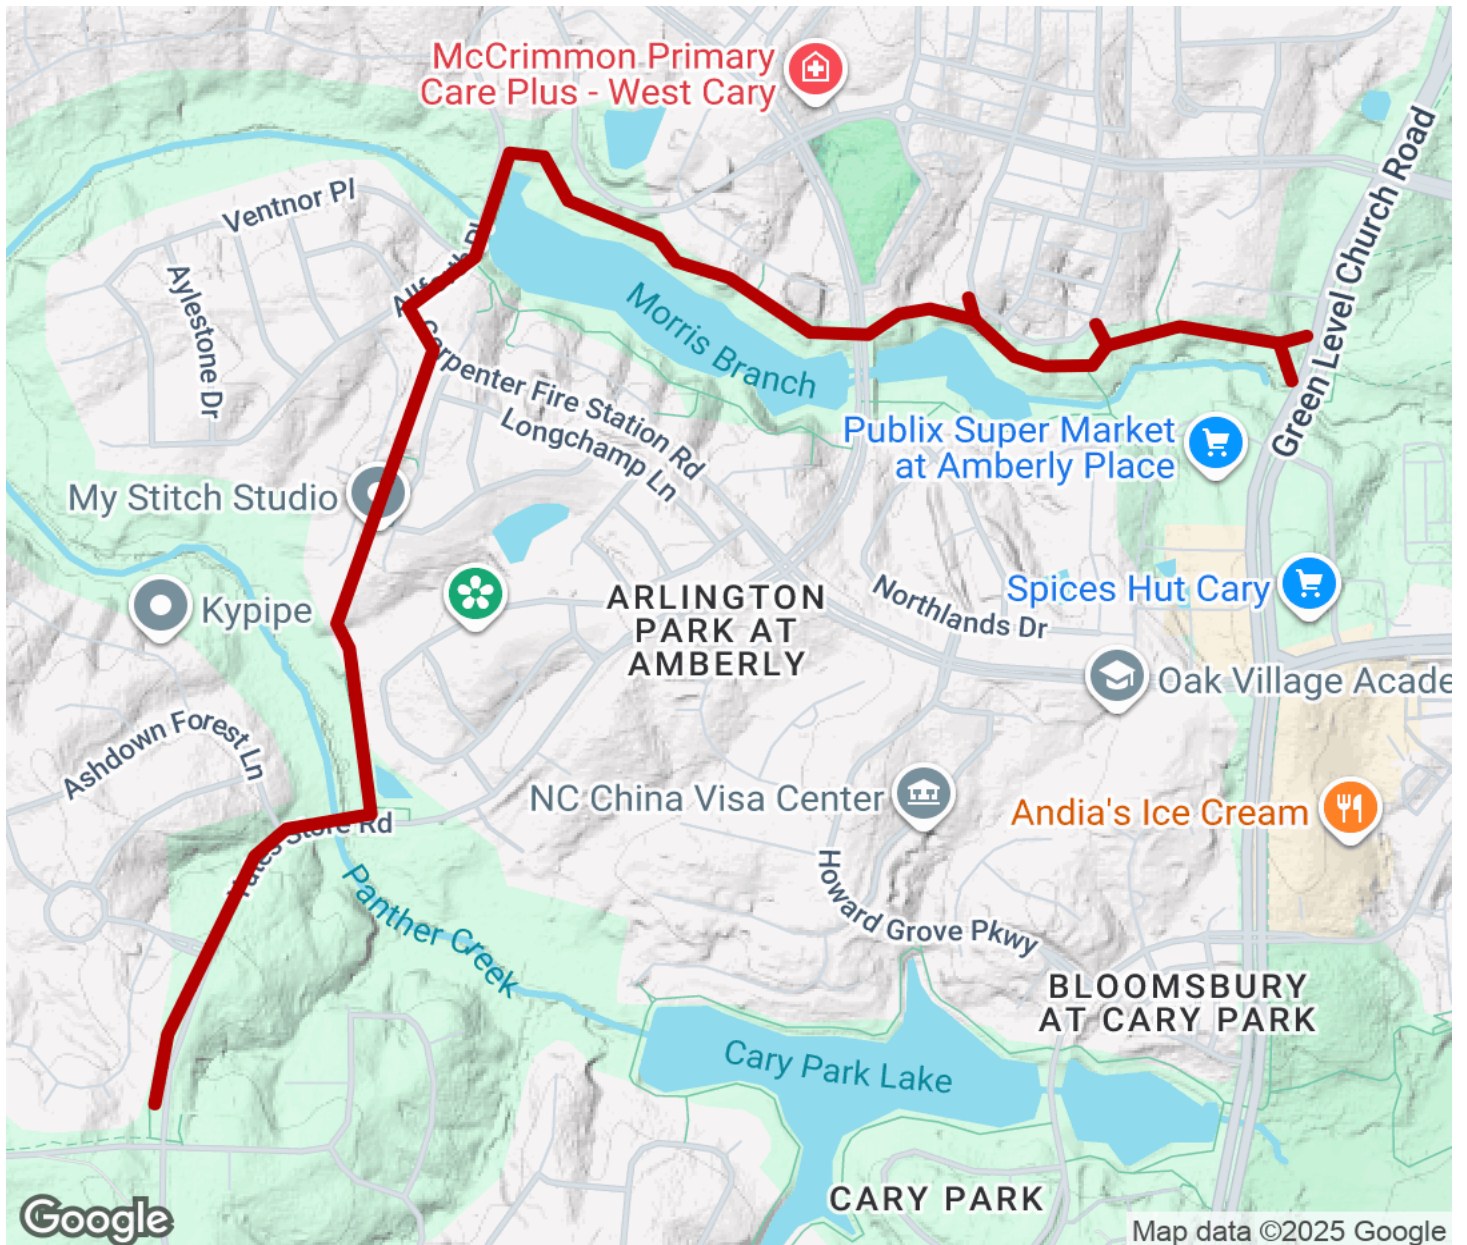 McCrimmon Primary
Care Plus - West Cary
Green Level Church Road
Ventnor Pl
Aylestone Dr
Morris Branch
Carpenter Fire Station Rd
Longchamp Ln
Publix Super Market
at Amberly Place
My Stitch Studio
Kypipe
ARLINGTON
PARK AT
AMBERLY
Northlands Dr
Spices Hut Cary
Oak Village Acade
Ashdown Forest Ln
NC China Visa Center
Andia's Ice Cream
Store Rd
Panther Creek
Howard Grove Pkwy
BLOOMSBURY
AT CARY PARK
Cary Park Lake
CARY PARK
Google
Map data ©2025 Google